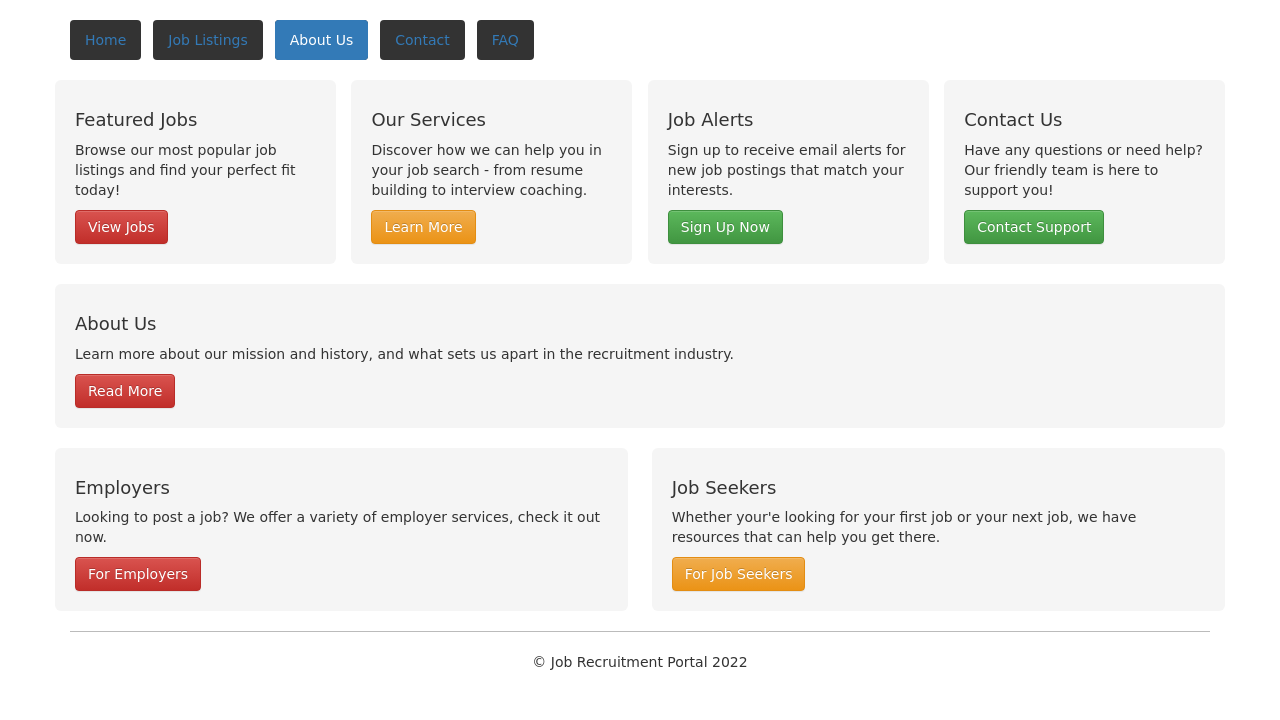 Home
Job Listings
About Us
Contact
FAQ
Featured Jobs
Browse our most popular job
listings and find your perfect fit
today!
View Jobs
Our Services
Discover how we can help you in
your job search - from resume
building to interview coaching.
Learn More
Job Alerts
Sign up to receive email alerts for
new job postings that match your
interests.
Sign Up Now
Contact Us
Have any questions or need help?
Our friendly team is here to
support you!
Contact Support
About Us
Learn more about our mission and history, and what sets us apart in the recruitment industry.
Read More
Employers
Looking to post a job? We offer a variety of employer services, check it out
now.
For Employers
Job Seekers
Whether your'e looking for your first job or your next job, we have
resources that can help you get there.
For Job Seekers
© Job Recruitment Portal 2022